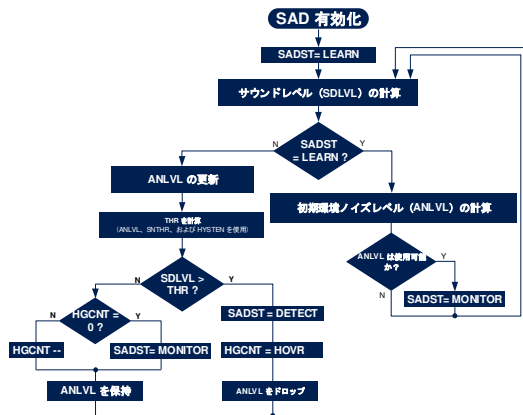 SAD 有効化
SADST= LEARN
サウンドレベル（SDLVL）の計算
SADST
= LEARN ?
N
Y
ANLVL の更新
初期環境ノイズレベル（ANLVL）の計算
THR を計算
（ANLVL、SNTHR、および HYSTEN を使用）
ANLVL は使用可能
か？
Y
N
SADST= MONITOR
SDLVL >
THR ?
N
Y
HGCNT =
0 ?
N
Y
SADST = DETECT
HGCNT --
SADST= MONITOR
HGCNT = HOVR
ANLVL を保持
ANLVL をドロップ